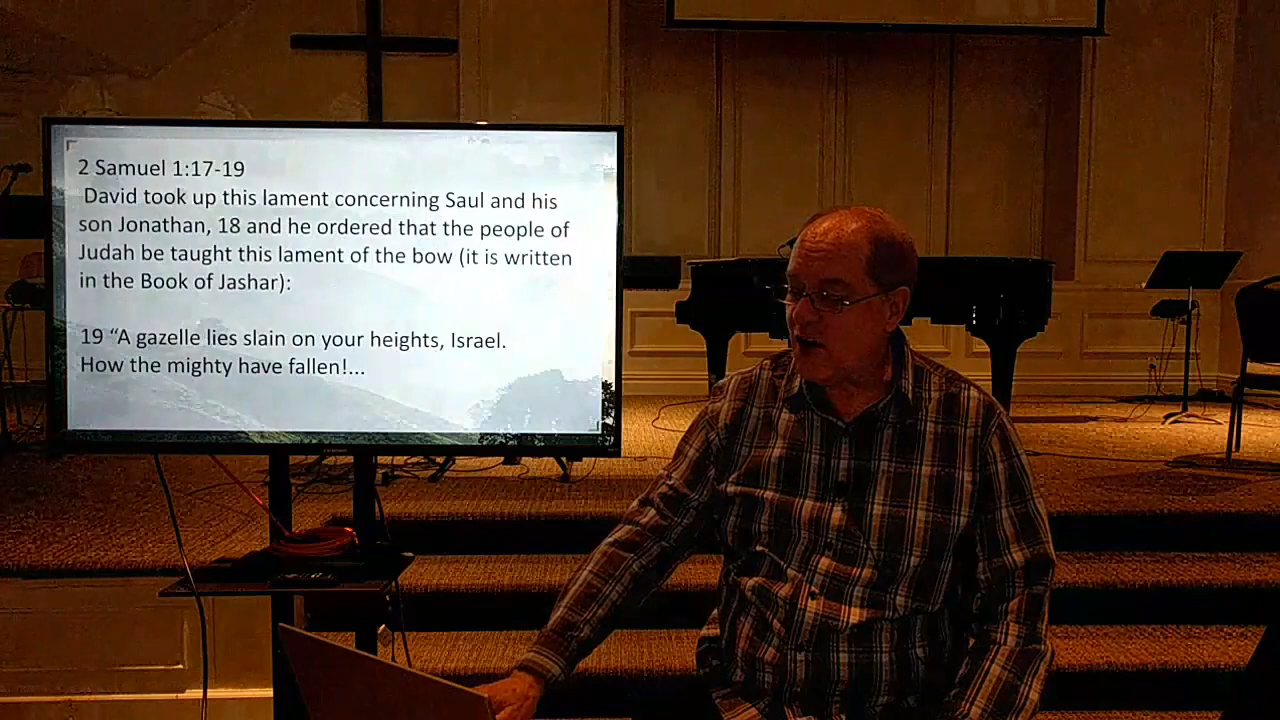 2 Samuel 1:17-19
David took up this lament concerning Saul and his
son Jonathan, 18 and he ordered that the people of
Judah be taught this lament of the bow (it is written
in the Book of Jashar):
19 “A gazelle lies slain on your heights, Israel.
How the mighty have fallen!...